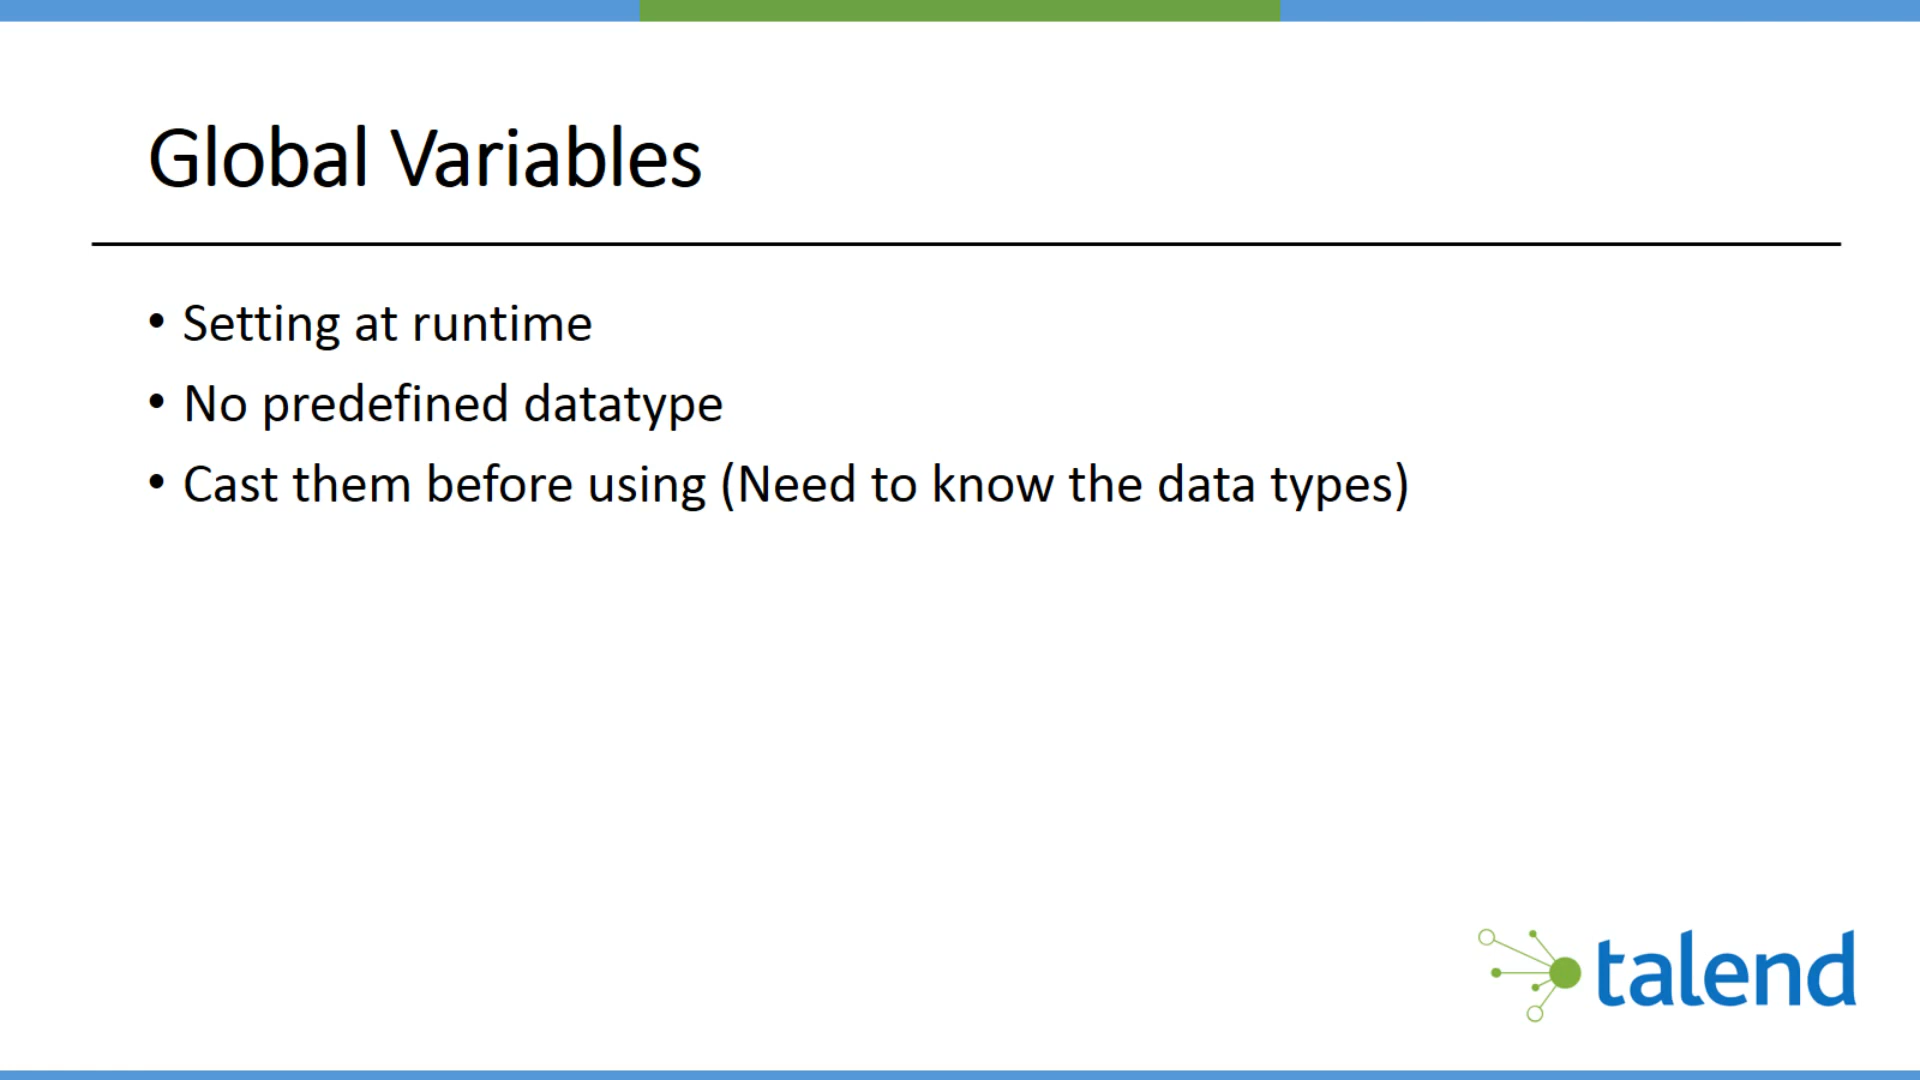 Global Variables
• Setting at runtime
• No predefined datatype
• Cast them before using (Need to know the data types)
talend